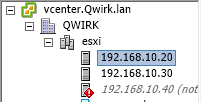 vcenter.Qwirk.lan
QWIRK
esxi
192.168.10.20
192.168.10.30
192.168.10.40 (not